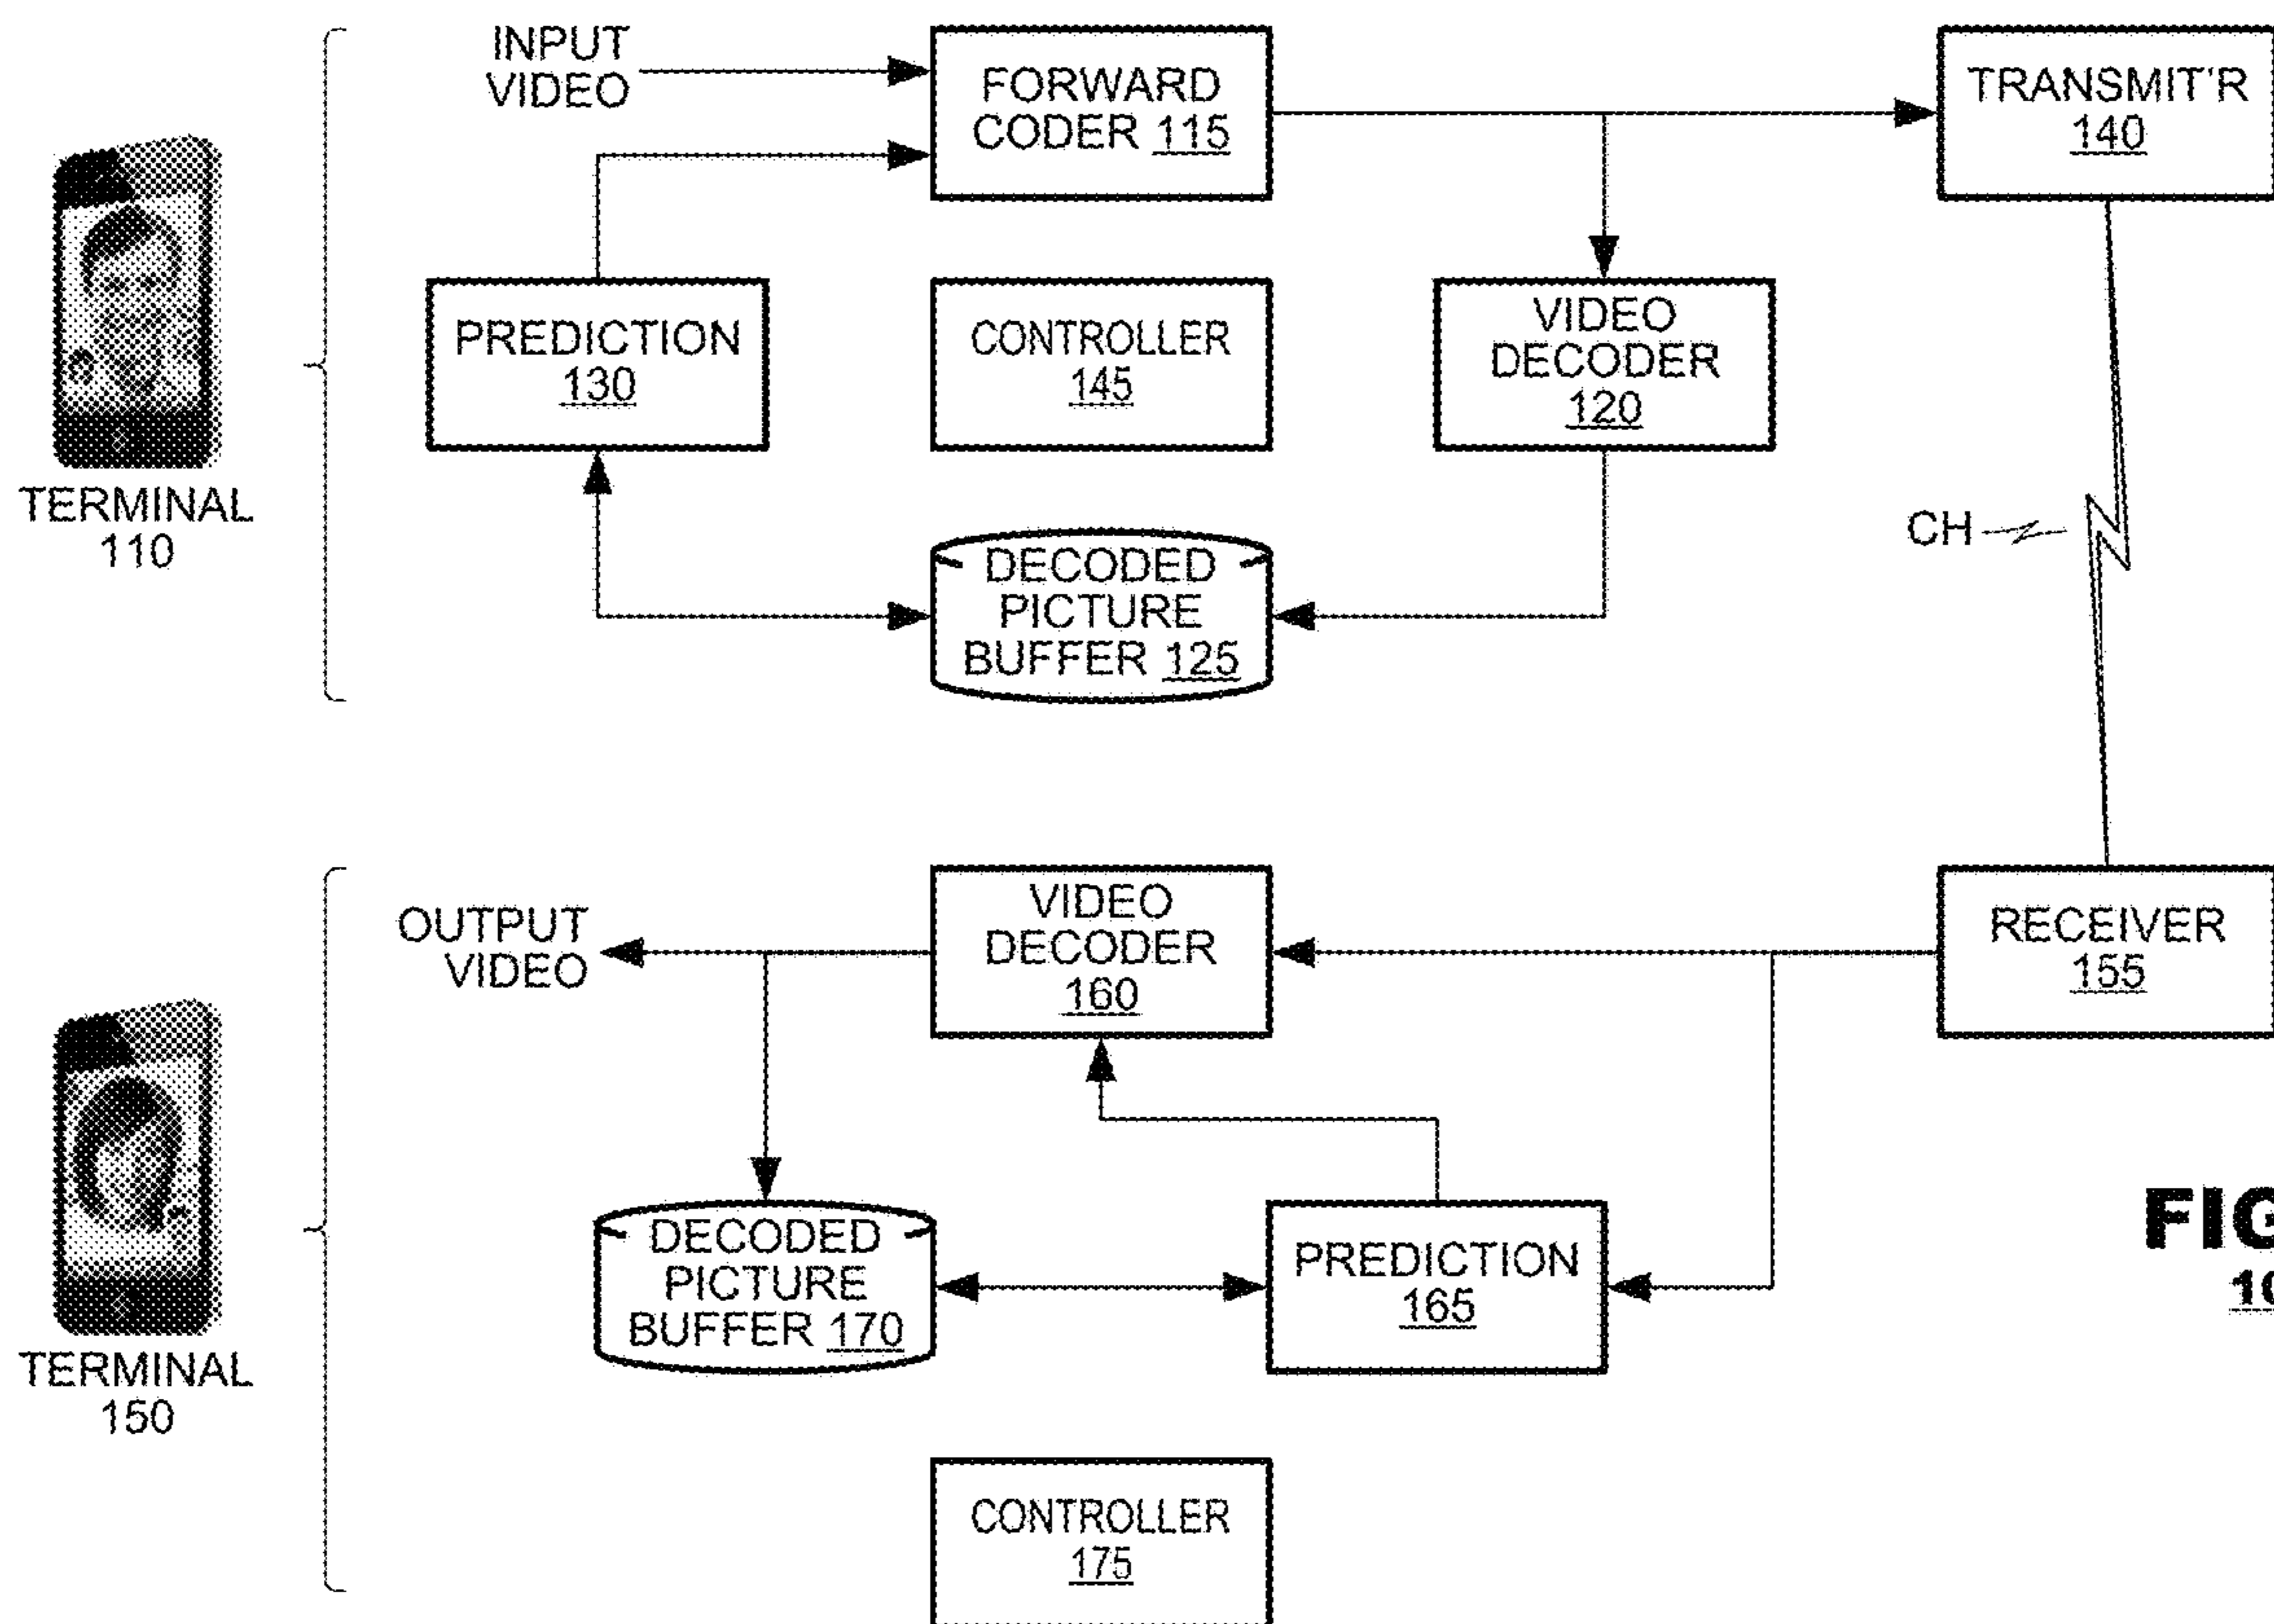 INPUT
VIDEO
FORWARD
CODER 115
TRANSMIT'R
140
PREDICTION
130
CONTROLLER
145
VIDEO
DECODER
120
TERMINAL
110
DECODED
PICTURE
BUFFER 125
CH
OUTPUT
VIDEO
VIDEO
DECODER
160
RECEIVER
155
DECODED
PICTURE
BUFFER 170
PREDICTION
165
TERMINAL
150
CONTROLLER
175